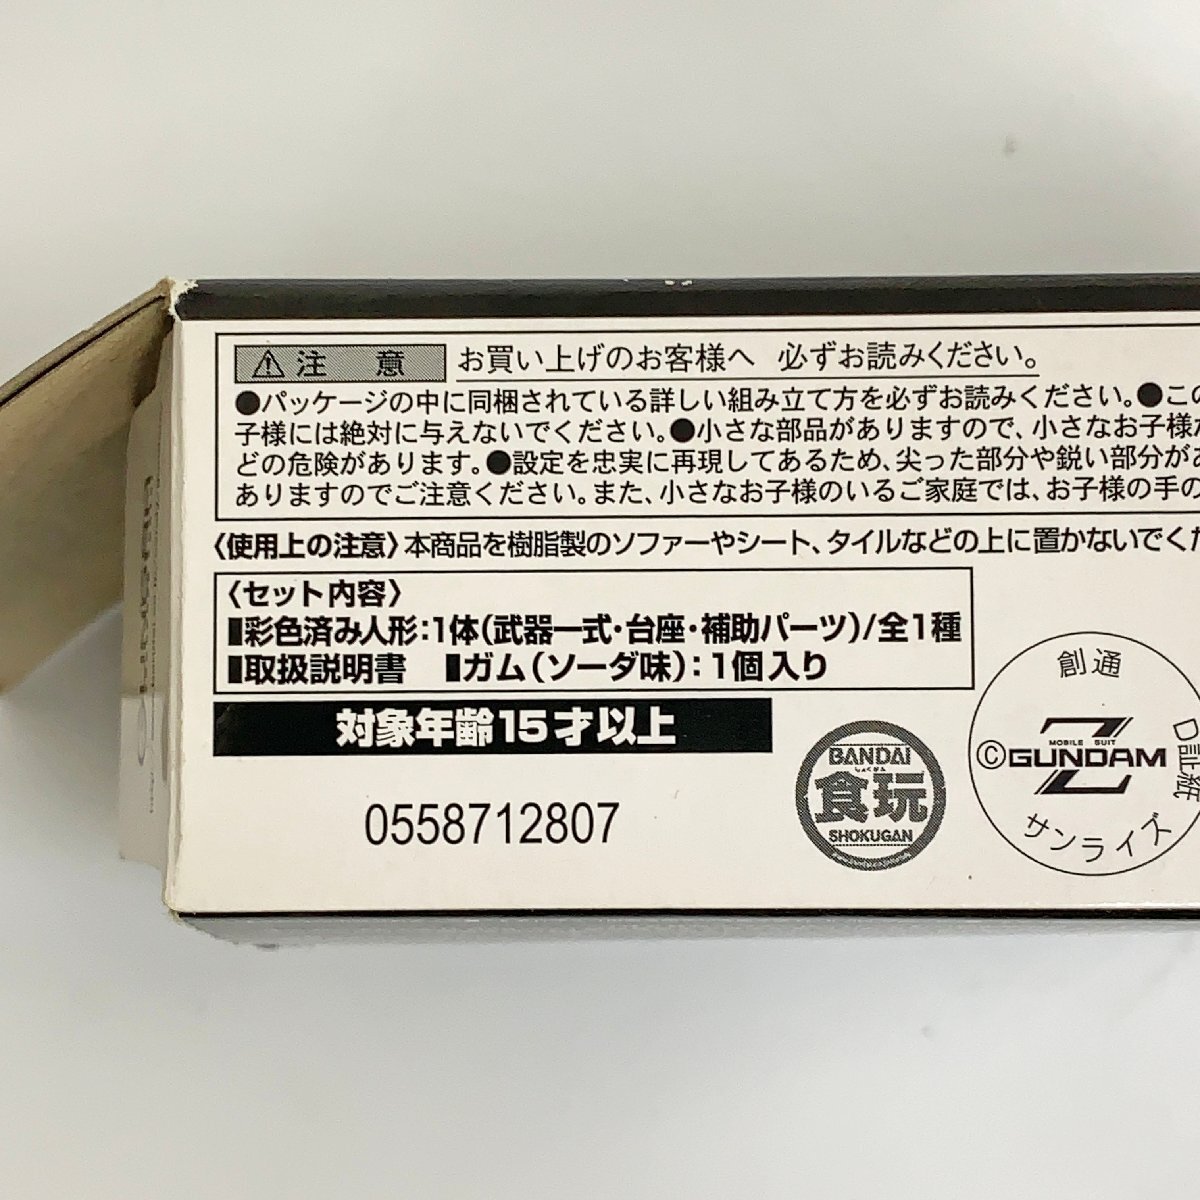 注 意 お買い上げのお客様へ 必ずお読みください。
●パッケージの中に同梱されている詳しい組み立て方を必ずお読みください。●この
子様には絶対に与えないでください。●小さな部品がありますので、小さなお子様が
どの危険があります。●設定を忠実に再現してあるため、尖った部分や鋭い部分があ
ありますのでご注意ください。また、小さなお子様のいるご家庭では、お子様の手の
〈使用上の注意〉本商品を樹脂製のソファーやシート、タイルなどの上に置かないでくだ
〈セット内容〉
■彩色済み人形:1体(武器一式・台座・補助パーツ)/全1種
■取扱説明書 ■ガム(ソーダ味):1個入り
対象年齢15才以上
0558712807
BANDAI
しょくがん
食玩
SHOKUGAN
創通
MOBILE SUIT
©GUNDAM
Z
サンライズ
証紙